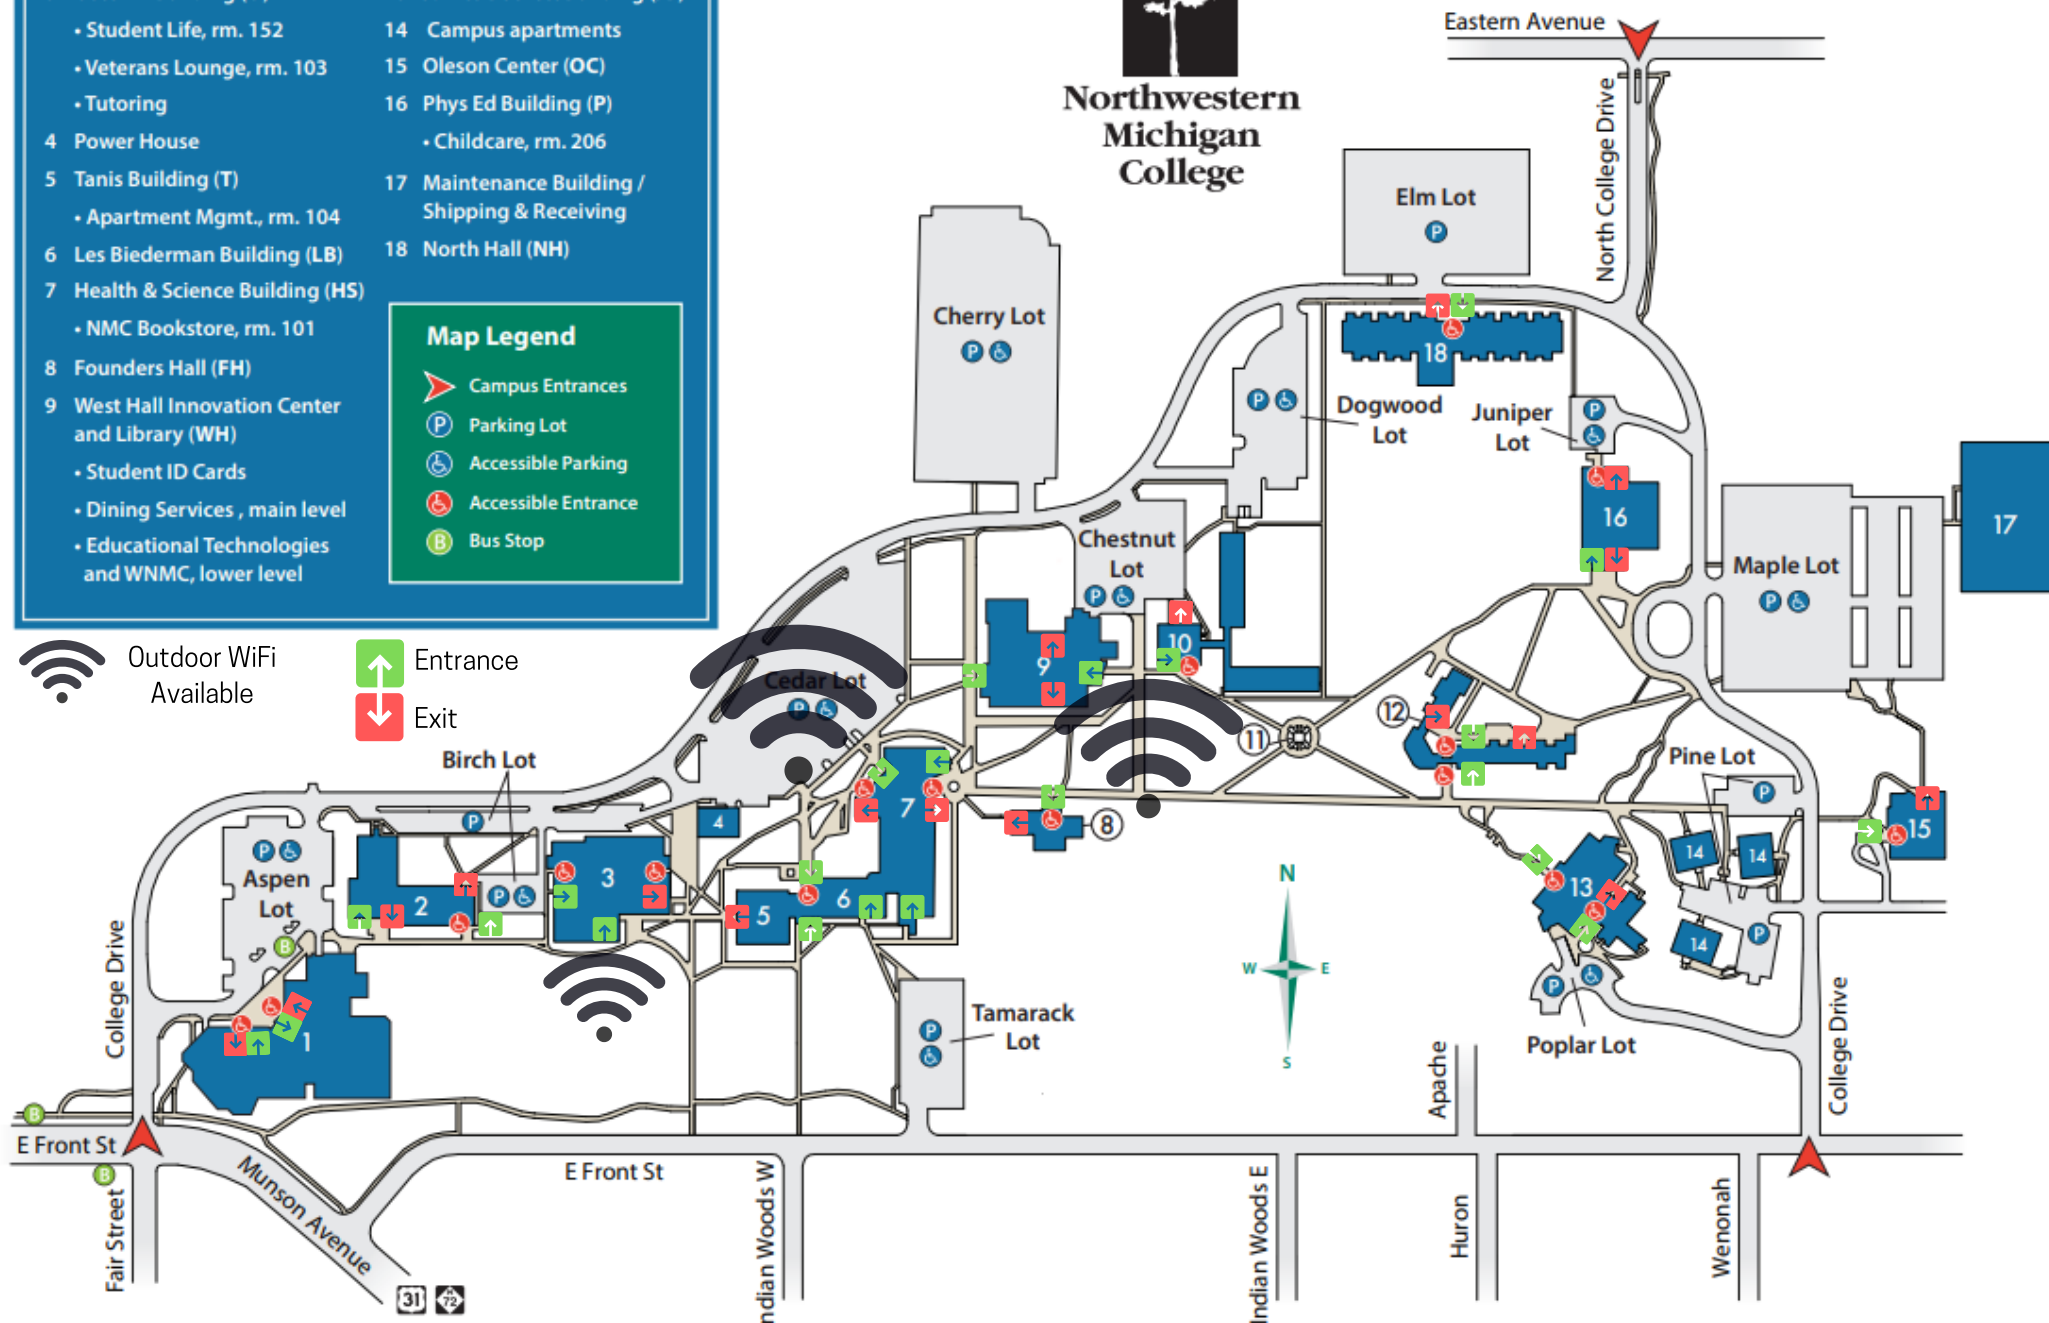 • Student Life, rm. 152
• Veterans Lounge, rm. 103
• Tutoring
4 Power House
5 Tanis Building (T)
• Apartment Mgmt., rm. 104
6 Les Biederman Building (LB)
7 Health & Science Building (HS)
• NMC Bookstore, rm. 101
8 Founders Hall (FH)
9 West Hall Innovation Center
and Library (WH)
• Student ID Cards
• Dining Services , main level
• Educational Technologies
and WNMC, lower level
14 Campus apartments
15 Oleson Center (OC)
16 Phys Ed Building (P)
• Childcare, rm. 206
17 Maintenance Building /
Shipping & Receiving
18 North Hall (NH)
Map Legend
Campus Entrances
P Parking Lot
Accessible Parking
Accessible Entrance
B Bus Stop
Outdoor WiFi
Available
Entrance
Exit
Northwestern
Michigan
College
Eastern Avenue
North College Drive
Elm Lot
P
Cherry Lot
P
18
Dogwood
Lot
P
Juniper
Lot
P
16
17
Maple Lot
P
Chestnut
Lot
P
9
10
11
12
Cedar Lot
P
Birch Lot
P
P
Aspen
Lot
P
B
1
2
3
4
5
6
7
8
Pine Lot
P
P
13
14
14
14
15
Poplar Lot
P
Tamarack
Lot
P
N
W
E
S
College Drive
College Drive
B
B
E Front St
E Front St
Munson Avenue
Fair Street
31
M
72
Indian Woods W
Indian Woods E
Apache
Huron
Wenonah